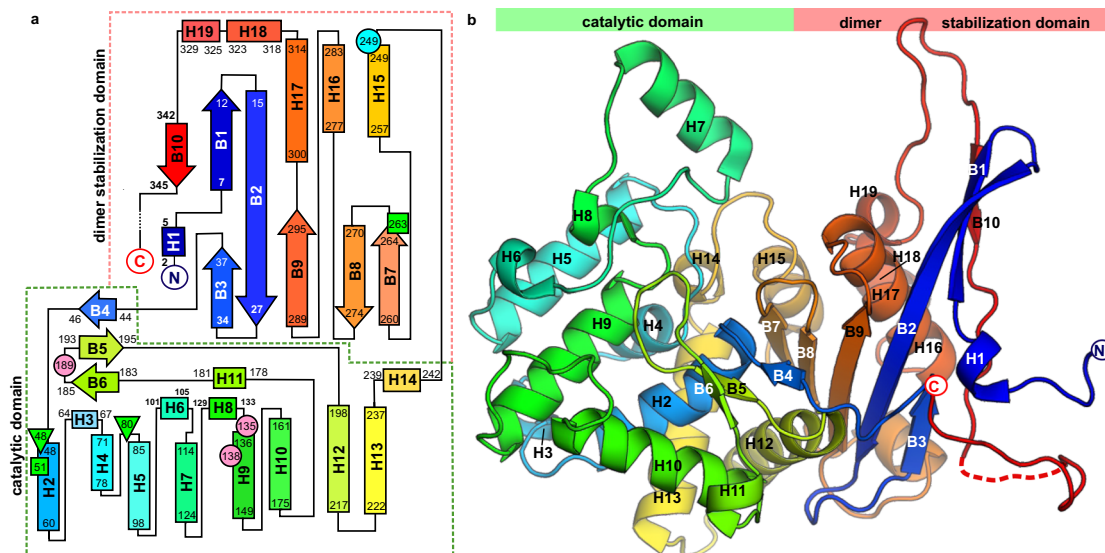 a
dimer stabilization domain
H19
H18
329
325
323
318
314
283
249
249
342
12
15
H17
H16
H15
B10
B1
B2
277
257
300
345
7
5
H1
2
C
N
37
B3
34
27
295
B9
289
270
B8
274
263
264
B7
260
B4
46
44
catalytic domain
193
B5
195
189
B6
183
185
181
H11
178
239
H14
242
64
H3
67
101
105
H6
129
H8
133
48
48
51
H2
60
71
H4
78
80
85
H5
98
114
H7
124
135
136
138
H9
149
161
H10
175
198
H12
217
237
H13
222
b
catalytic domain
dimer
stabilization domain
H7
H8
H6
H5
H14
H15
H19
B1
B10
H18
H17
H9
H4
B7
B9
B2
B8
H16
H1
N
H2
B6
B5
B4
C
H3
H12
B3
H10
H11
H13